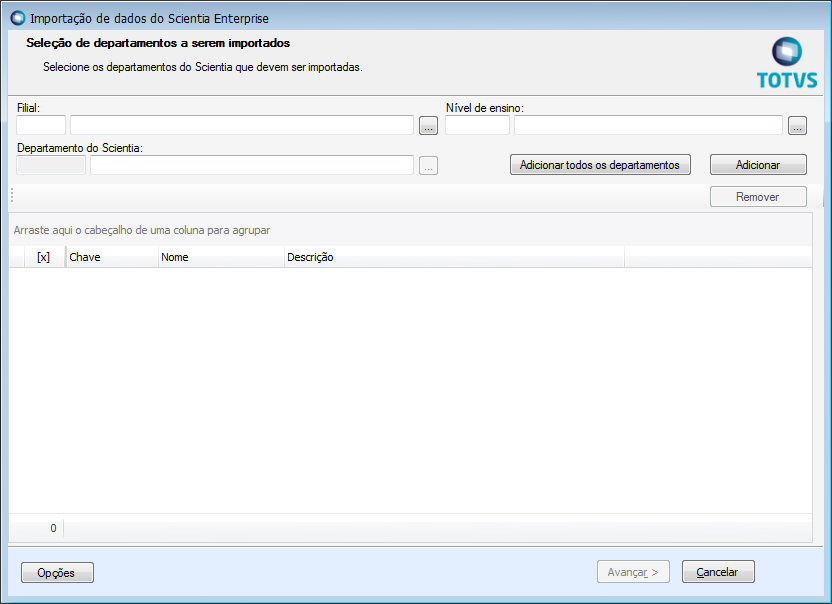 Importação de dados do Scientia Enterprise
Seleção de departamentos a serem importados
Selecione os departamentos do Scientia que devem ser importadas.
TOTVS
Filial:
Nível de ensino:
...
...
Departamento do Scientia:
...
Adicionar todos os departamentos
Adicionar
Remover
Arraste aqui o cabeçalho de uma coluna para agrupar
[x] Chave Nome Descrição
0
Opções
Avançar >
Cancelar